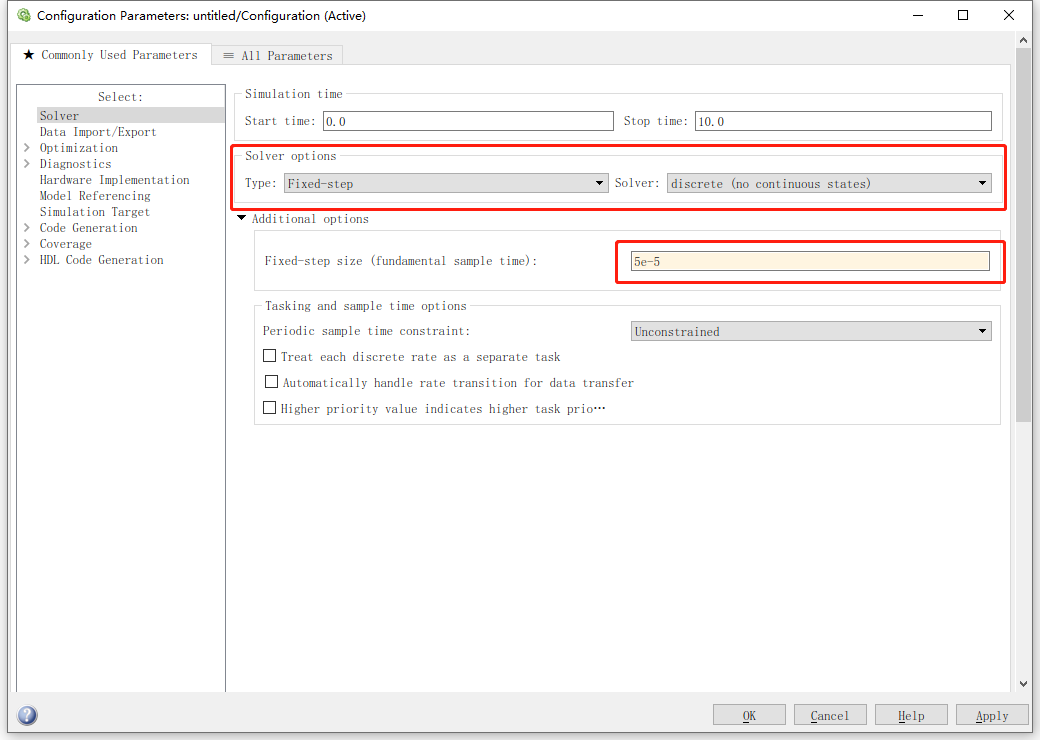 Configuration Parameters: untitled/Configuration (Active)
★ Commonly Used Parameters
≡ All Parameters
Select:
Solver
Data Import/Export
Optimization
Diagnostics
Hardware Implementation
Model Referencing
Simulation Target
Code Generation
Coverage
HDL Code Generation
Simulation time
Start time: 0.0 Stop time: 10.0
Solver options
Type: Fixed-step Solver: discrete (no continuous states)
Additional options
Fixed-step size (fundamental sample time): 5e-5
Tasking and sample time options
Periodic sample time constraint: Unconstrained
Treat each discrete rate as a separate task
Automatically handle rate transition for data transfer
Higher priority value indicates higher task prio…
? OK Cancel Help Apply